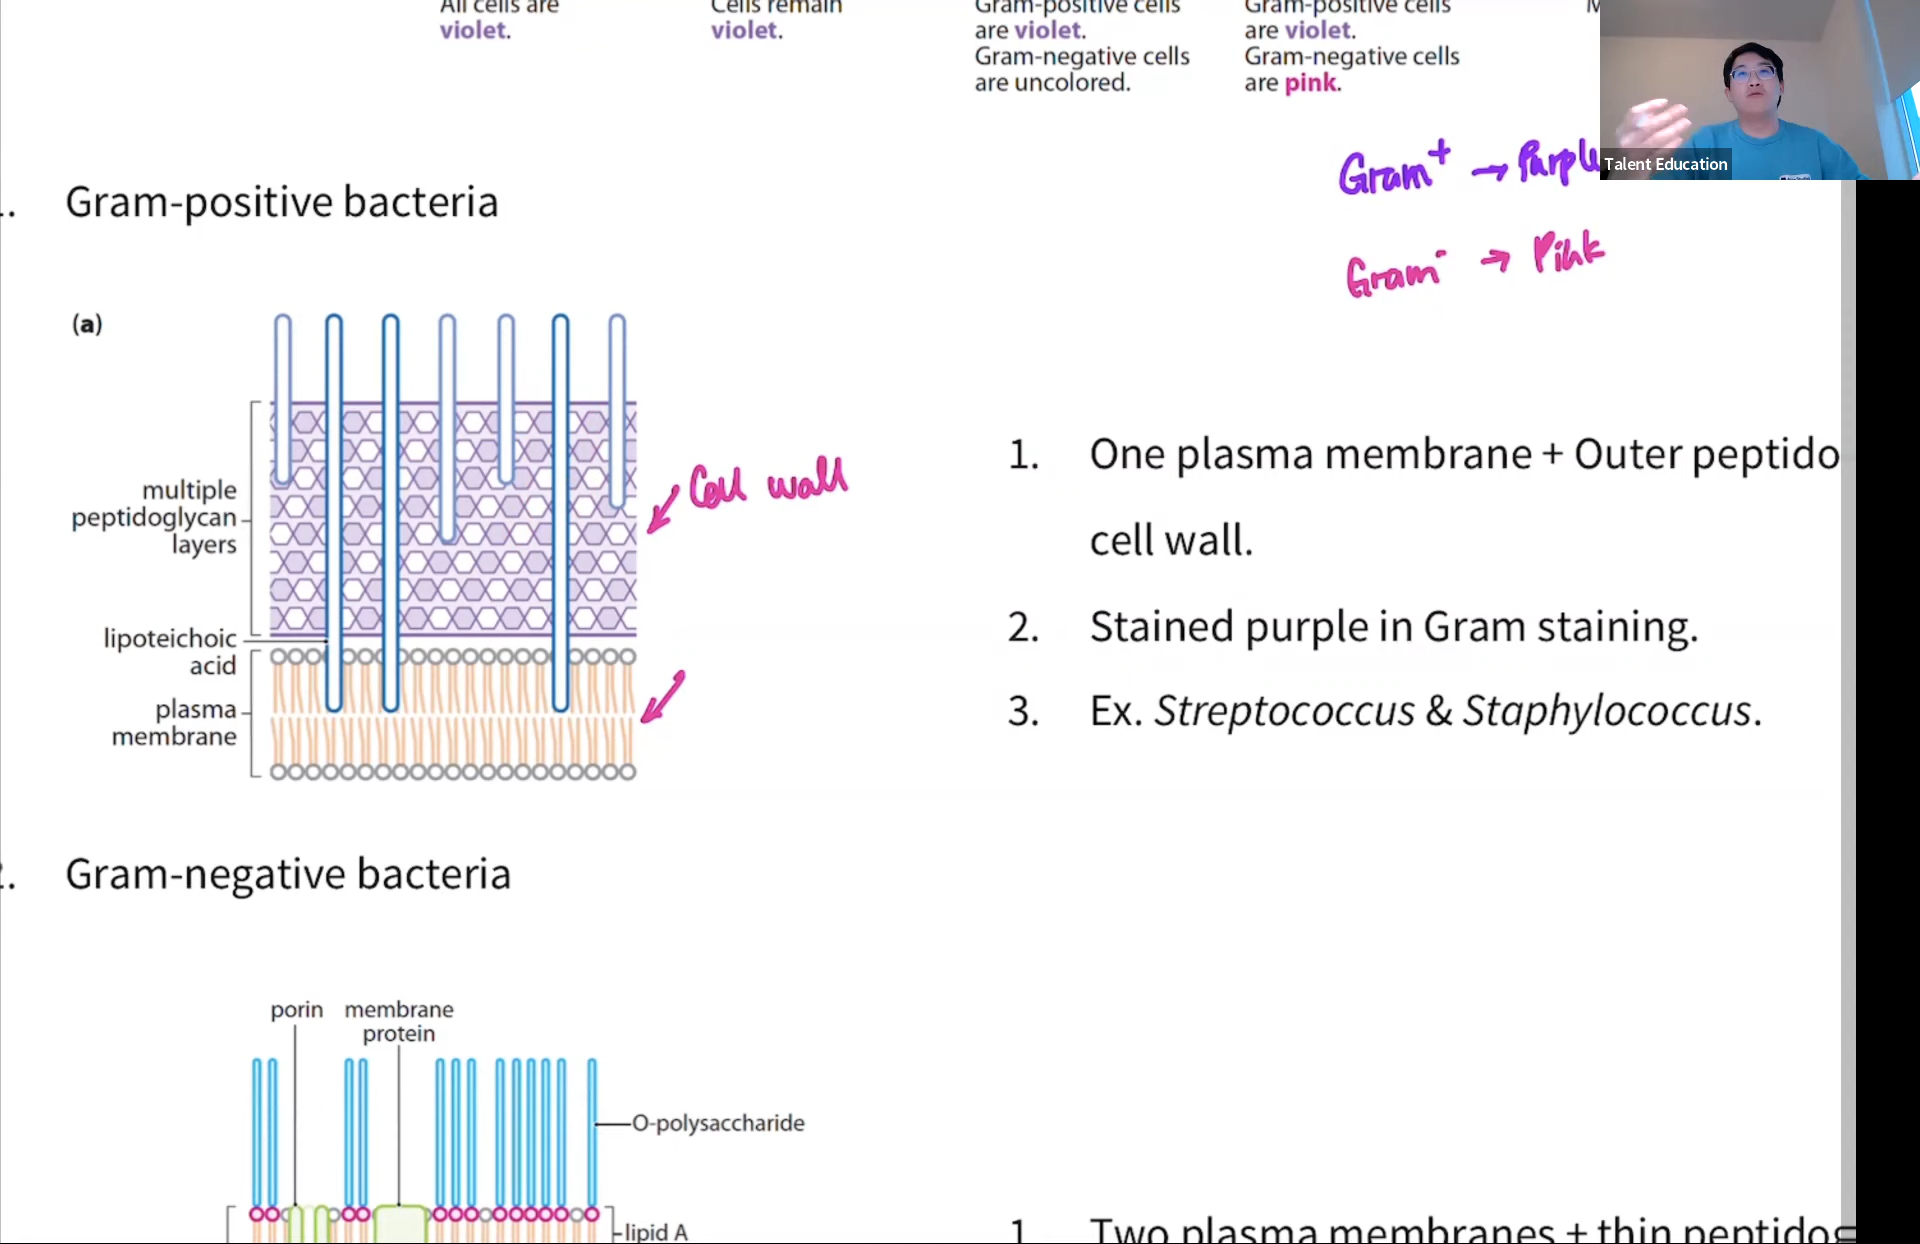 All cells are
violet.
Cells remain
violet.
Gram-positive cells
are violet.
Gram-negative cells
are uncolored.
Gram-positive cells
are violet.
Gram-negative cells
are pink.
Talent Education
Gram+ → Purple
Gram- → Pink
Gram-positive bacteria
(a)
multiple
peptidoglycan
layers
lipoteichoic
acid
plasma
membrane
Cell wall
1. One plasma membrane + Outer peptido
cell wall.
2. Stained purple in Gram staining.
3. Ex. Streptococcus & Staphylococcus.
Gram-negative bacteria
porin
membrane
protein
O-polysaccharide
lipid A
1 Two plasma membranes + thin peptidog